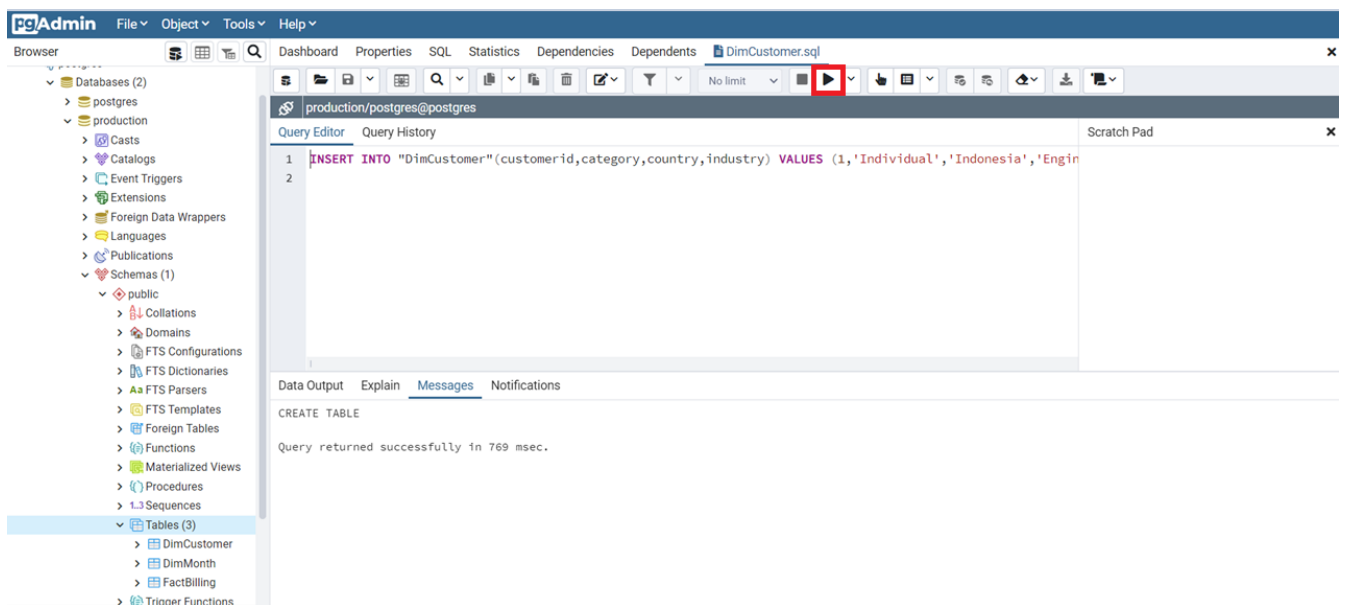 pgAdmin File Object Tools Help
Browser
Dashboard Properties SQL Statistics Dependencies Dependents DimCustomer.sql
Databases (2)
postgres
production
Casts
Catalogs
Event Triggers
Extensions
Foreign Data Wrappers
Languages
Publications
Schemas (1)
public
Collations
Domains
FTS Configurations
FTS Dictionaries
Aa FTS Parsers
FTS Templates
Foreign Tables
Functions
Materialized Views
Procedures
1..3 Sequences
Tables (3)
DimCustomer
DimMonth
FactBilling
Trigger Functions
No limit
production/postgres@postgres
Query Editor Query History
Scratch Pad
1 INSERT INTO "DimCustomer"(customerid,category,country,industry) VALUES (1,'Individual','Indonesia','Engin
2
Data Output Explain Messages Notifications
CREATE TABLE
Query returned successfully in 769 msec.